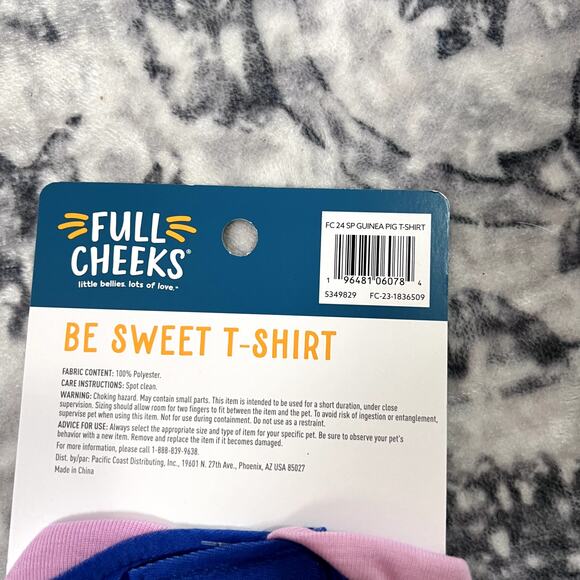 FULL
CHEEKS®
little bellies. lots of love.™
FC 24 SP GUINEA PIG T-SHIRT
1 96481 06078 4
5349829 FC-23-1836509
BE SWEET T-SHIRT
FABRIC CONTENT: 100% Polyester.
CARE INSTRUCTIONS: Spot clean.
WARNING: Choking hazard. May contain small parts. This item is intended to be used for a short duration, under close
supervision. Sizing should allow room for two fingers to fit between the item and the pet. To avoid risk of ingestion or entanglement,
supervise pet when using this item. Not for use during containment. Do not use as a restraint.
ADVICE FOR USE: Always select the appropriate size and type of item for your specific pet. Be sure to observe your pet's
behavior with a new item. Remove and replace the item if it becomes damaged.
For more information, please call 1-888-839-9638.
Dist. by/par: Pacific Coast Distributing, Inc., 19601 N. 27th Ave., Phoenix, AZ USA 85027
Made in China